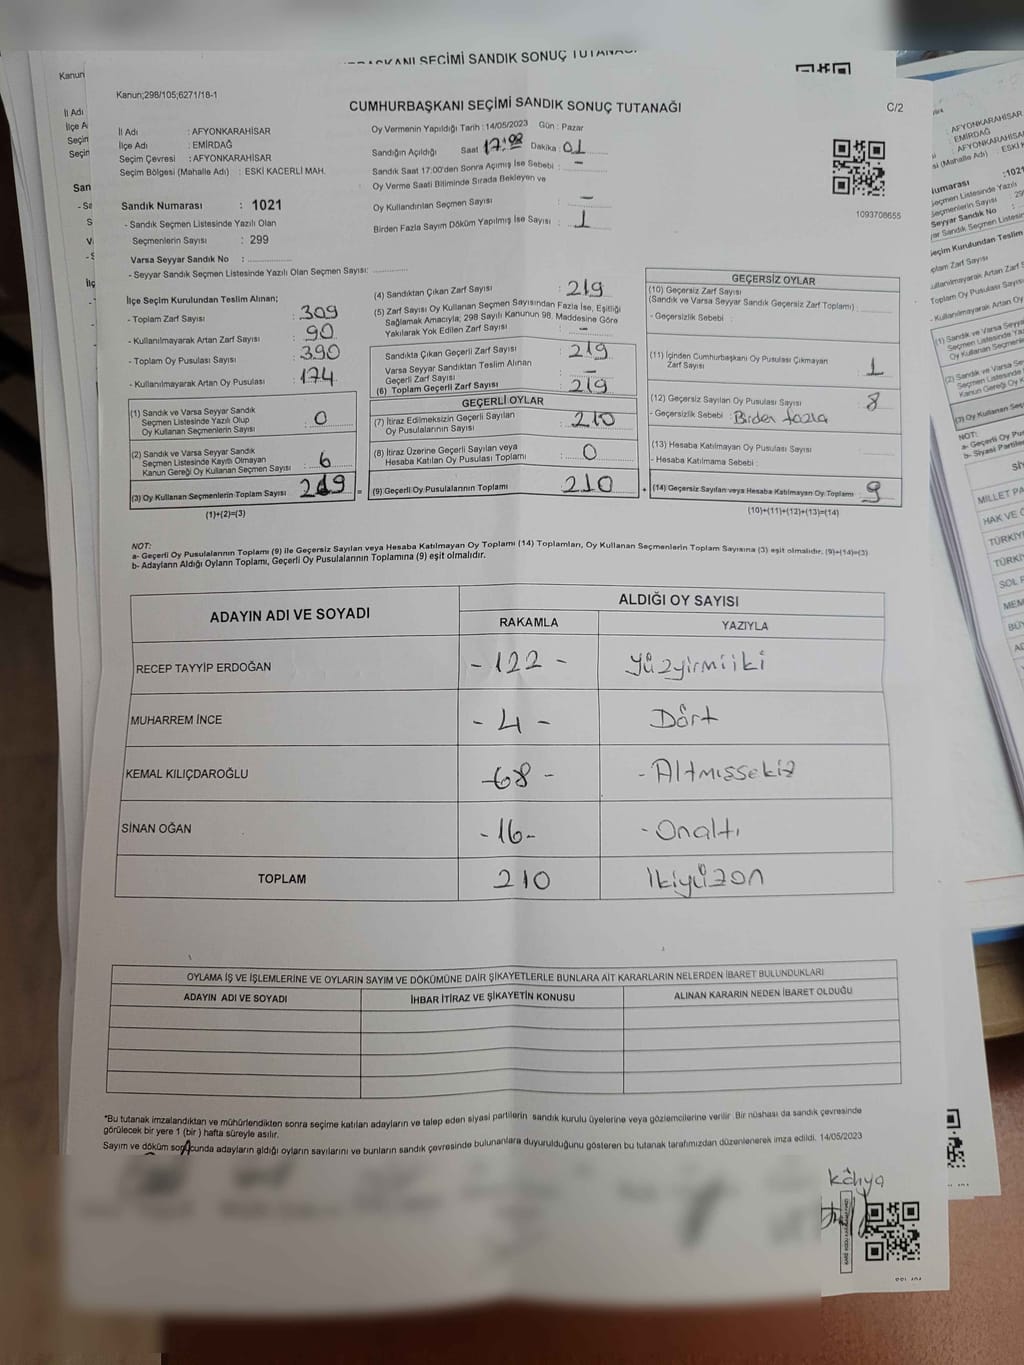 Kanun;298/105;6271/18-1
CUMHURBAŞKANI SEÇİMİ SANDIK SONUÇ TUTANAĞI
C/2
İl Adı : AFYONKARAHİSAR
İlçe Adı : EMİRDAĞ
Seçim Çevresi : AFYONKARAHİSAR
Seçim Bölgesi (Mahalle Adı) : ESKİ KACERLİ MAH.
Sandık Numarası : 1021
- Sandık Seçmen Listesinde Yazılı Olan
Seçmenlerin Sayısı : 299
Varsa Seyyar Sandık No :
- Seyyar Sandık Seçmen Listesinde Yazılı Olan Seçmen Sayısı:
Oy Vermenin Yapıldığı Tarih : 14/05/2023 Gün : Pazar
Sandığın Açıldığı Saat Dakika : 01
Sandık Saat 17:00'den Sonra Açımış İse Sebebi : -
Oy Verme Saati Bitiminde Sırada Bekleyen ve
Oy Kullandırılan Seçmen Sayısı : -
Birden Fazla Sayım Döküm Yapılmış İse Sayısı : 1
1093708655
İlçe Seçim Kurulundan Teslim Alınan;
- Toplam Zarf Sayısı : 309
- Kullanılmayarak Artan Zarf Sayısı : 90
- Toplam Oy Pusulası Sayısı : 390
- Kullanılmayarak Artan Oy Pusulası : 174
(1) Sandık ve Varsa Seyyar Sandık
Seçmen Listesinde Yazılı Olup
Oy Kullanan Seçmenlerin Sayısı : 0
(2) Sandık ve Varsa Seyyar Sandık
Seçmen Listesinde Kayıtlı Olmayan
Kanun Gereği Oy Kullanan Seçmen Sayısı : 6
(3) Oy Kullanan Seçmenlerin Toplam Sayısı 219
(1)+(2)=(3)
(4) Sandıktan Çıkan Zarf Sayısı : 219
(5) Zarf Sayısı Oy Kullanan Seçmen Sayısından Fazla İse, Eşitliği
Sağlamak Amacıyla; 298 Sayılı Kanunun 98. Maddesine Göre
Yakılarak Yok Edilen Zarf Sayısı : -
Sandıkta Çıkan Geçerli Zarf Sayısı : 219
Varsa Seyyar Sandıktan Teslim Alınan
Geçerli Zarf Sayısı : -
(6) Toplam Geçerli Zarf Sayısı : 219
GEÇERLİ OYLAR
(7) İtiraz Edilmeksizin Geçerli Sayılan
Oy Pusulalarının Sayısı : 210
(8) İtiraz Üzerine Geçerli Sayılan veya
Hesaba Katılan Oy Pusulası Toplamı : 0
= (9) Geçerli Oy Pusulalarının Toplamı 210
GEÇERSİZ OYLAR
(10) Geçersiz Zarf Sayısı
(Sandık ve Varsa Seyyar Sandık Geçersiz Zarf Toplamı) :
- Geçersizlik Sebebi :
(11) İçinden Cumhurbaşkanı Oy Pusulası Çıkmayan
Zarf Sayısı : 1
(12) Geçersiz Sayılan Oy Pusulası Sayısı : 8
- Geçersizlik Sebebi : Birden fazla
(13) Hesaba Katılmayan Oy Pusulası Sayısı :
- Hesaba Katılmama Sebebi :
+ (14) Geçersiz Sayılan veya Hesaba Katılmayan Oy Toplamı : 9
(10)+(11)+(12)+(13)=(14)
NOT:
a- Geçerli Oy Pusulalarının Toplamı (9) ile Geçersiz Sayılan veya Hesaba Katılmayan Oy Toplamı (14) Toplamları, Oy Kullanan Seçmenlerin Toplam Sayısına (3) eşit olmalıdır. (9)+(14)=(3)
b- Adayların Aldığı Oyların Toplamı, Geçerli Oy Pusulalarının Toplamına (9) eşit olmalıdır.
ADAYIN ADI VE SOYADI
ALDIĞI OY SAYISI
RAKAMLA YAZIYLA
RECEP TAYYİP ERDOĞAN - 122 - Yüzyirmiiki
MUHARREM İNCE - 4 - Dört
KEMAL KILIÇDAROĞLU -68 - - Altmışsekiz
SİNAN OĞAN -16- - Onaltı
TOPLAM 210 İkiyüzon
OYLAMA İŞ VE İŞLEMLERİNE VE OYLARIN SAYIM VE DÖKÜMÜNE DAİR ŞİKAYETLERLE BUNLARA AİT KARARLARIN NELERDEN İBARET BULUNDUKLARI
ADAYIN ADI VE SOYADI İHBAR İTİRAZ VE ŞİKAYETİN KONUSU ALINAN KARARIN NEDEN İBARET OLDUĞU
*Bu tutanak imzalandıktan ve mühürlendikten sonra seçime katılan adayların ve talep eden siyasi partilerin sandık kurulu üyelerine veya gözlemcilerine verilir. Bir nüshası da sandık çevresinde
görülecek bir yere 1 (bir ) hafta süreyle asılır.
Sayım ve döküm sonucunda adayların aldığı oyların sayılarını ve bunların sandık çevresinde bulunanlara duyurulduğunu gösteren bu tutanak tarafımızdan düzenlenerek imza edildi. 14/05/2023
kâhya